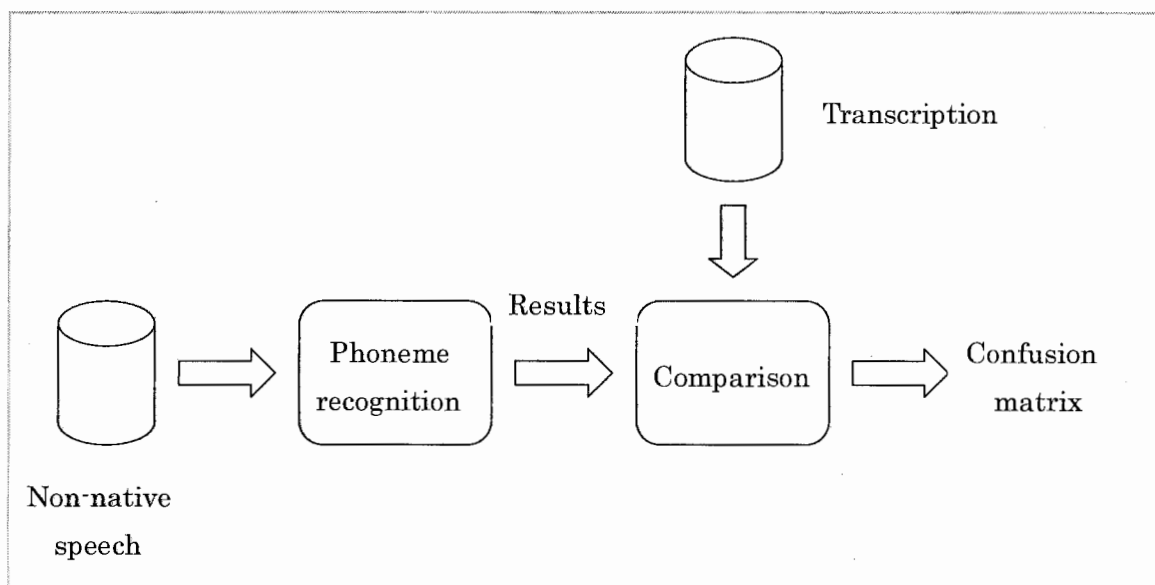 Transcription
Results
Phoneme
recognition
Comparison
Confusion
matrix
Non-native
speech